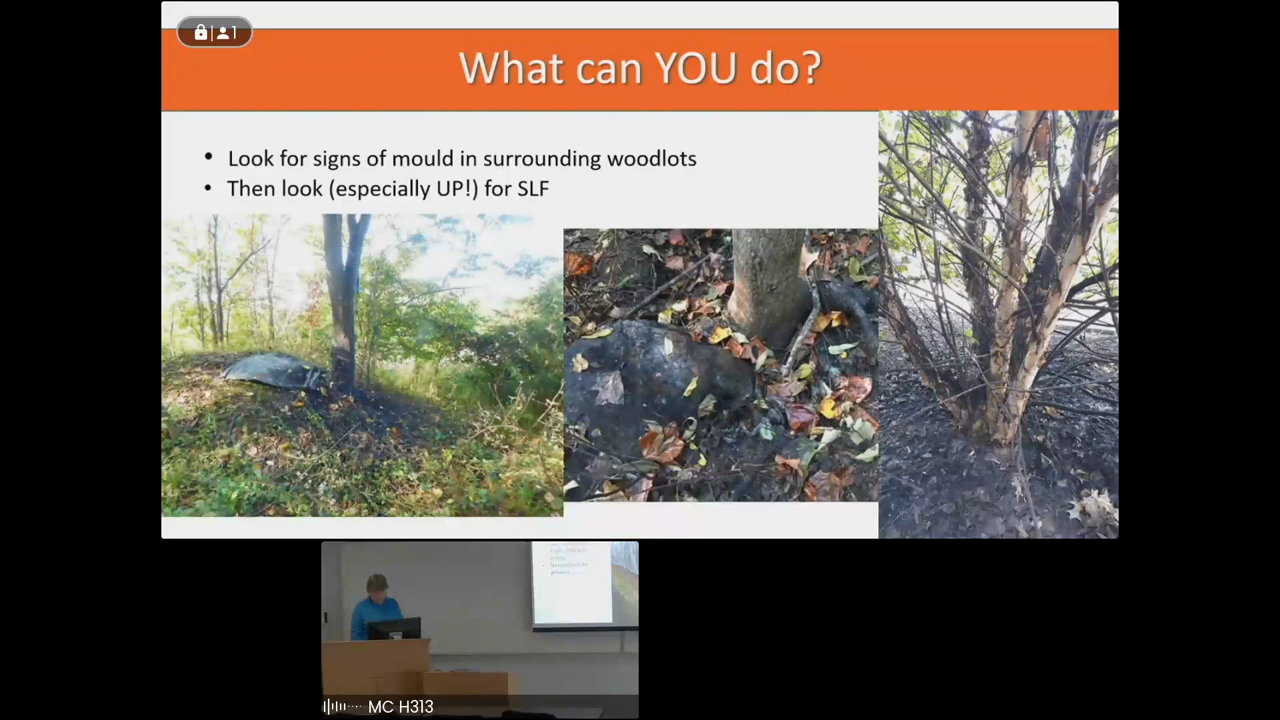 1
What can YOU do?
• Look for signs of mould in surrounding woodlots
• Then look (especially UP!) for SLF
MC H313